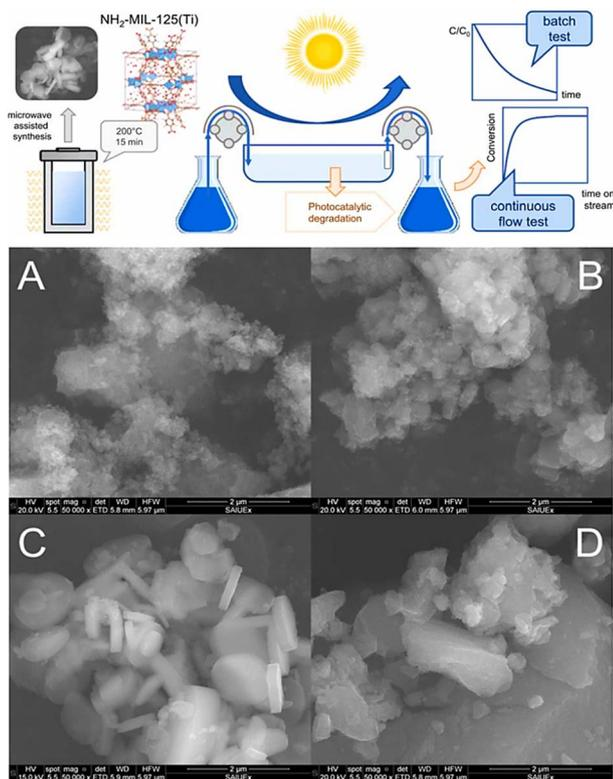 NH₂-MIL-125(Ti)
microwave
assisted
synthesis
200°C
15 min
Photocatalytic
degradation
C/C₀
batch
test
time
Conversion
time on
stream
continuous
flow test
A
HV spot mag det WD HFW 2 µm
20.0 kV 5.5 50 000 x ETD 5.8 mm 5.97 µm SAIUEx
B
HV spot mag det WD HFW 2 µm
20.0 kV 5.5 50 000 x ETD 6.0 mm 5.97 µm SAIUEx
C
HV spot mag det WD HFW 2 µm
15.0 kV 5.5 50 000 x ETD 5.8 mm 5.97 µm SAIUEx
D
HV spot mag det WD HFW 2 µm
20.0 kV 5.5 50 000 x ETD 5.8 mm 5.97 µm SAIUEx